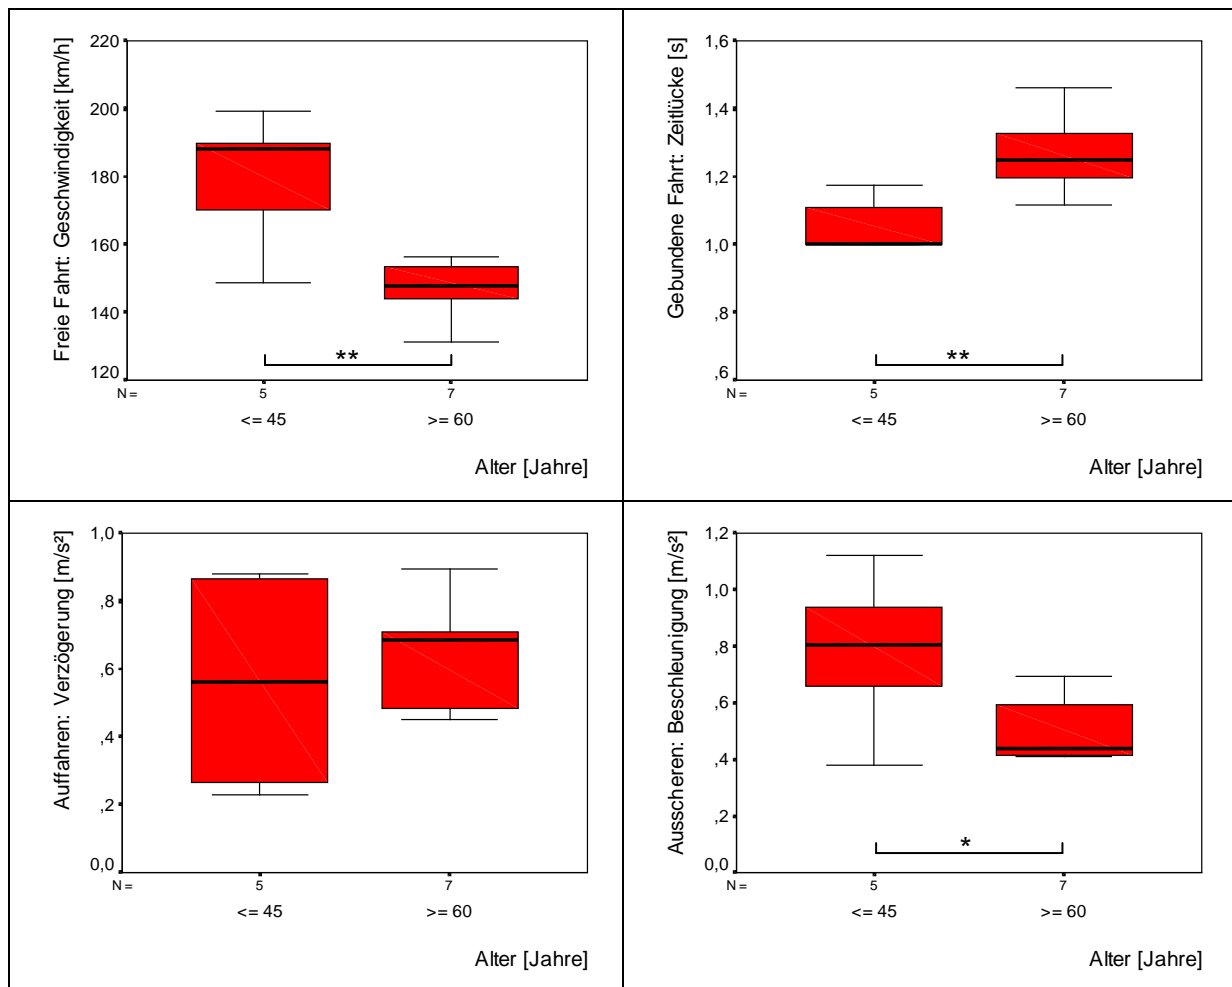 Freie Fahrt: Geschwindigkeit [km/h]
220
200
180
160
140
120
**
N = 5 7
<= 45 >= 60
Alter [Jahre]
Gebundene Fahrt: Zeitlücke [s]
1,6
1,4
1,2
1,0
,8
,6
**
N = 5 7
<= 45 >= 60
Alter [Jahre]
Auffahren: Verzögerung [m/s²]
1,0
,8
,6
,4
,2
0,0
N = 5 7
<= 45 >= 60
Alter [Jahre]
Ausscheren: Beschleunigung [m/s²]
1,2
1,0
,8
,6
,4
,2
0,0
*
N = 5 7
<= 45 >= 60
Alter [Jahre]